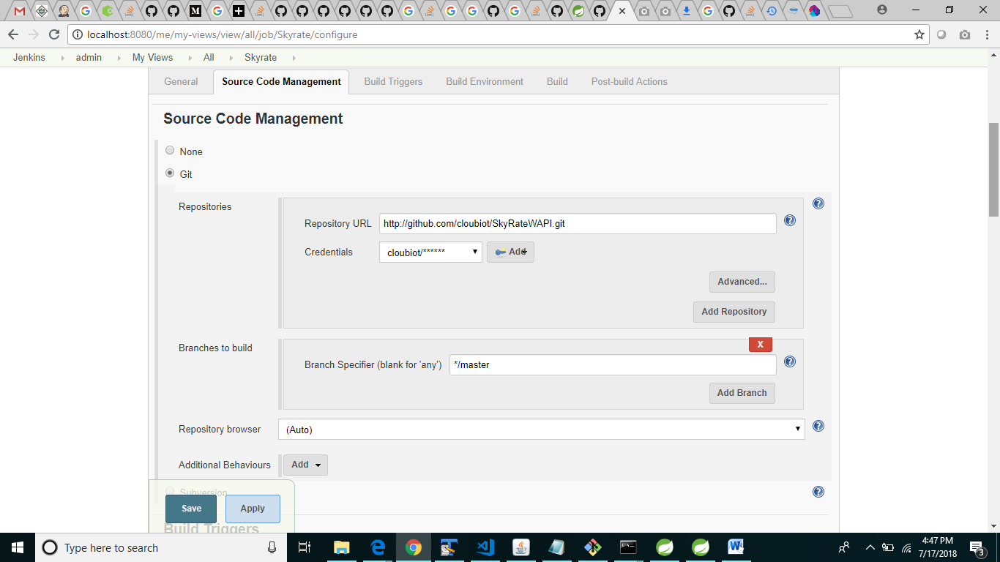 localhost:8080/me/my-views/view/all/job/Skyrate/configure
Jenkins admin My Views All Skyrate
General Source Code Management Build Triggers Build Environment Build Post-build Actions
Source Code Management
None
Git
Repositories
Repository URL http://github.com/cloubiot/SkyRateWAPI.git
Credentials cloubiot/****** Add
Advanced...
Add Repository
Branches to build
X
Branch Specifier (blank for 'any') */master
Add Branch
Repository browser (Auto)
Additional Behaviours Add
Subversion
Save Apply
Build Triggers
Type here to search
4:47 PM
7/17/2018
3